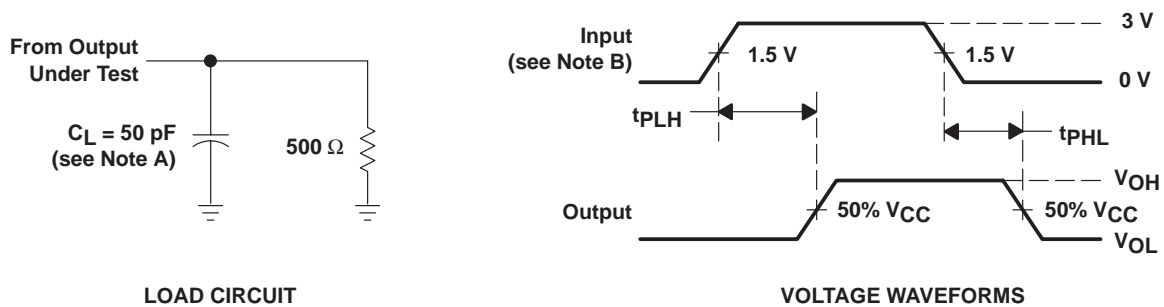 From Output
Under Test
CL = 50 pF
(see Note A)
500 Ω
LOAD CIRCUIT
Input
(see Note B)
1.5 V
1.5 V
3 V
0 V
tPLH
tPHL
Output
50% VCC
50% VCC
VOH
VOL
VOLTAGE WAVEFORMS